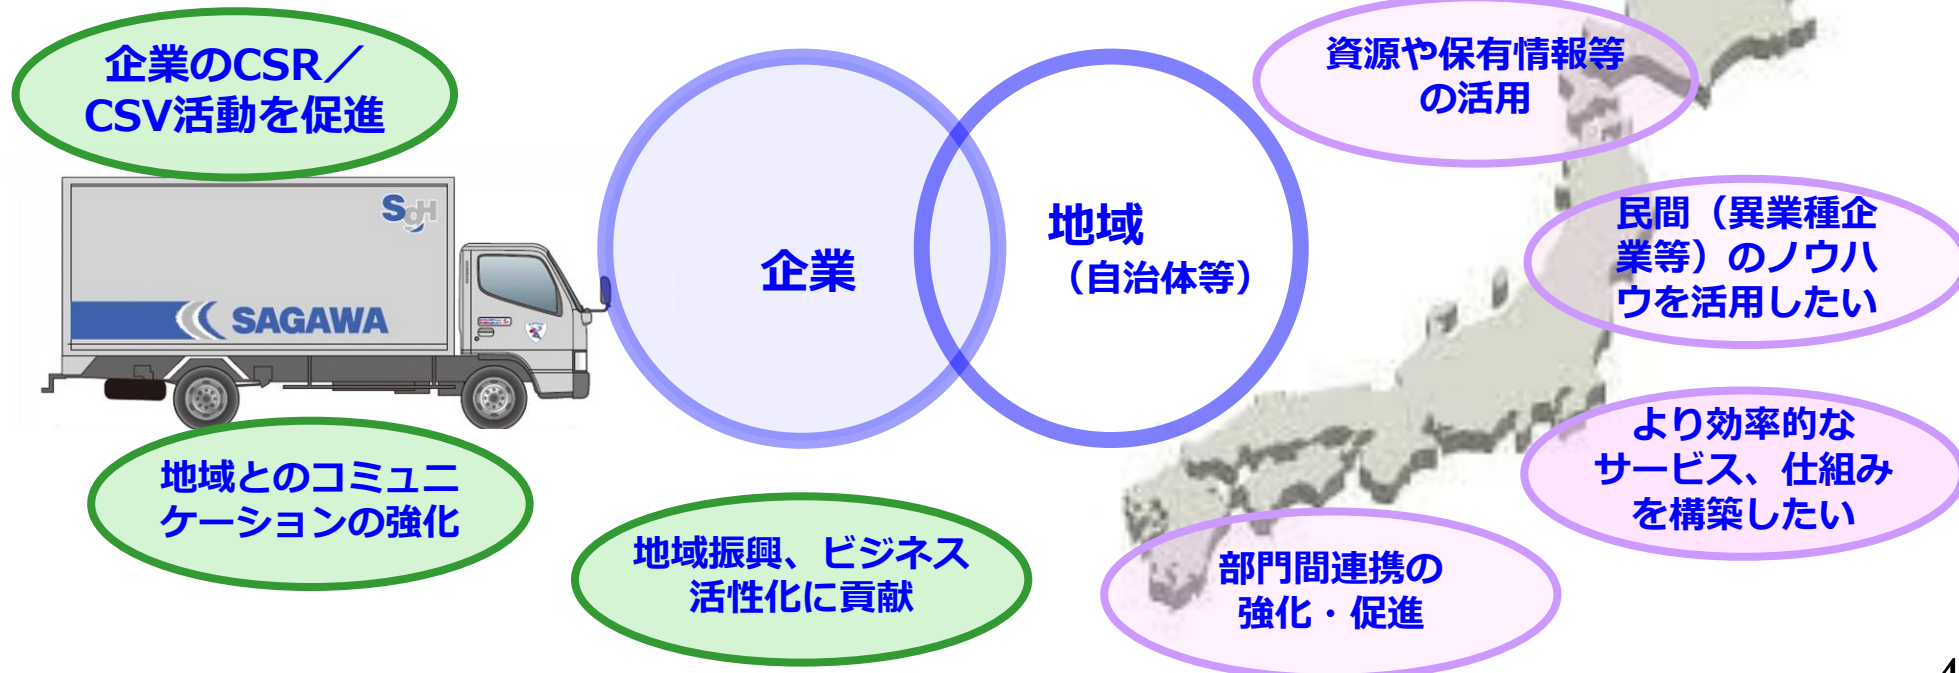 企業のCSR／
CSV活動を促進
SgH
SAGAWA
地域とのコミュニ
ケーションの強化
企業
地域
（自治体等）
地域振興、ビジネス
活性化に貢献
資源や保有情報等
の活用
民間（異業種企
業等）のノウハ
ウを活用したい
より効率的な
サービス、仕組み
を構築したい
部門間連携の
強化・促進